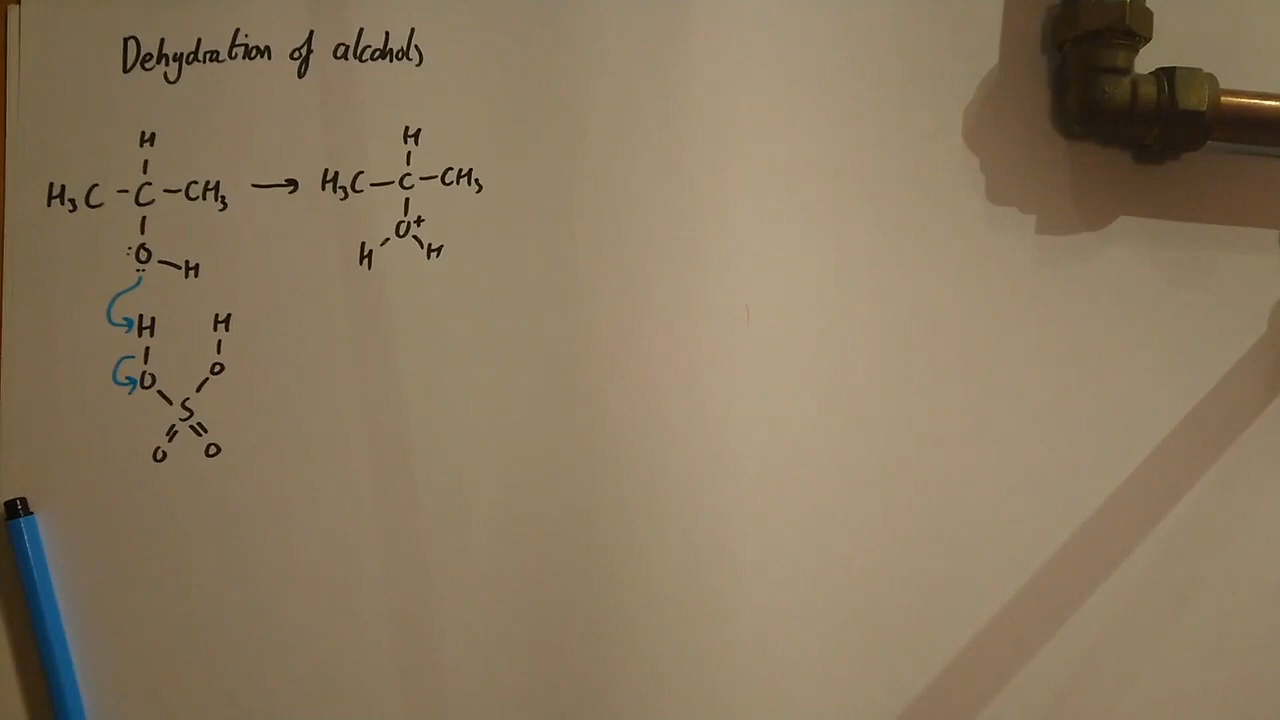 Dehydration of alcohols
H H
H₃C - C - CH₃ → H₃C - C - CH₃
:O - H O⁺
H H
H H
O O
S
O O